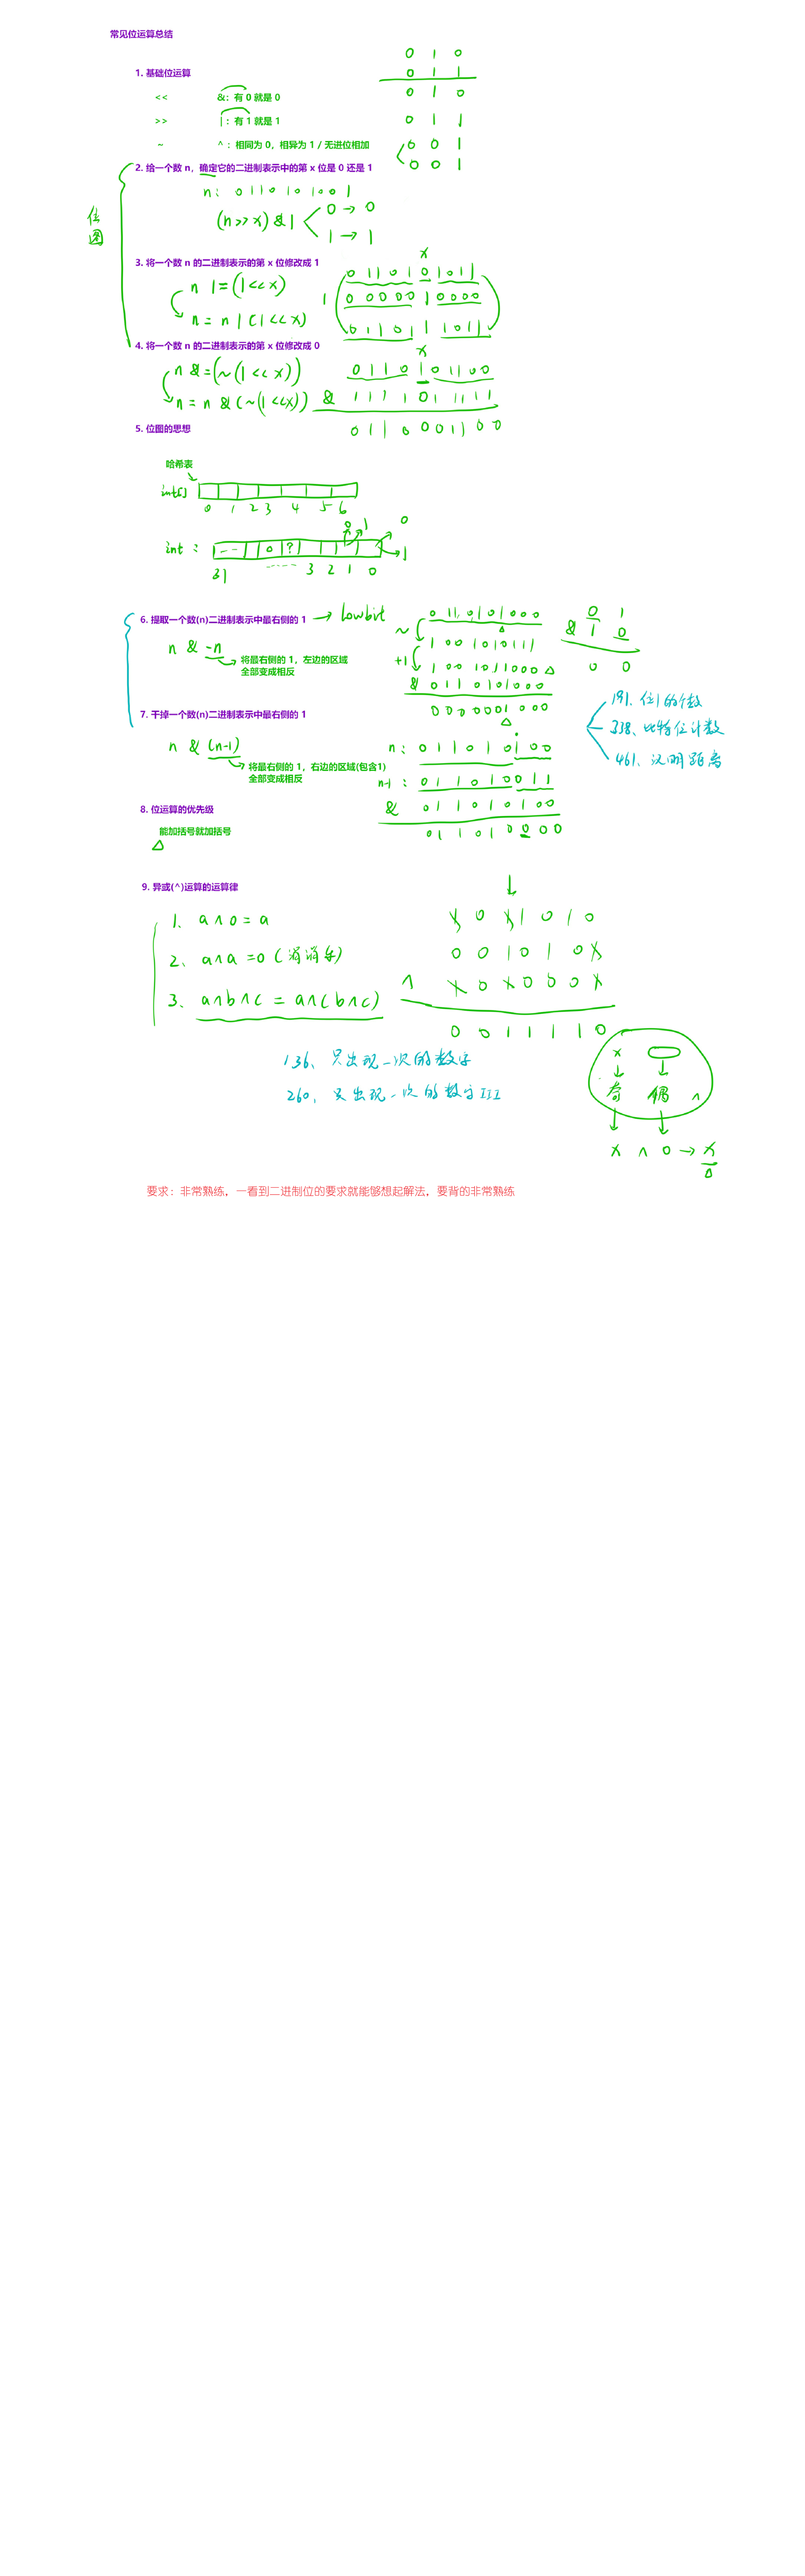 常见位运算总结
0 1 0
1. 基础位运算
0 1 1
<< &: 有 0 就是 0
0 1 0
>> |: 有 1 就是 1
0 1 1
~ ^ : 相同为 0，相异为 1 / 无进位相加
0 0 1
0 0 1
2. 给一个数 n，确定它的二进制表示中的第 x 位是 0 还是 1
n: 0 1 1 0 1 0 1 0 0 1
位图
(n >> x) & 1
0 → 0
1 → 1
3. 将一个数 n 的二进制表示的第 x 位修改成 1
x
n |= (1 << x)
0 1 1 0 1 0 1 0 1 1
| 0 0 0 0 0 1 0 0 0 0
n = n | (1 << x)
0 1 1 0 1 1 1 0 1 1
4. 将一个数 n 的二进制表示的第 x 位修改成 0
x
n &= (~(1 << x))
0 1 1 0 1 0 1 1 0 0
n = n & (~(1 << x))
& 1 1 1 1 0 1 1 1 1 1
5. 位图的思想
0 1 1 0 0 0 1 1 0 0
哈希表
int[]
0 1 2 3 4 5 6
0 1 0
int : 0 ?
1
31 3 2 1 0
6. 提取一个数(n)二进制表示中最右侧的 1 → lowbit
0 1 1 0 1 0 1 0 0 0
0 1
n & -n
~ 1 0 0 1 0 1 0 1 1 1
& 1 0
将最右侧的 1，左边的区域
全部变成相反
+1 1 0 0 1 0 1 1 0 0 0
0 0
& 0 1 1 0 1 0 1 0 0 0
0 0 0 0 0 0 1 0 0 0
191、位1的个数
338、比特位计数
461、汉明距离
7. 干掉一个数(n)二进制表示中最右侧的 1
n & (n-1)
将最右侧的 1，右边的区域(包含1)
全部变成相反
n: 0 1 1 0 1 0 1 0 0
n-1 : 0 1 1 0 1 0 0 1 1
& 0 1 1 0 1 0 1 0 0
0 1 1 0 1 0 0 0 0
8. 位运算的优先级
能加括号就加括号
9. 异或(^)运算的运算律
1、a ^ 0 = a
2、a ^ a = 0 (消消乐)
3、a ^ b ^ c = a ^ (b ^ c)
0 1 0 1 0
0 0 1 0 1 0
^ 0 0 0 0
0 0 1 1 1 1 0
136、只出现一次的数字
260、只出现一次的数字 III
x
奇 偶 ^
x ^ 0 → x
要求：非常熟练，一看到二进制位的要求就能够想起解法，要背的非常熟练